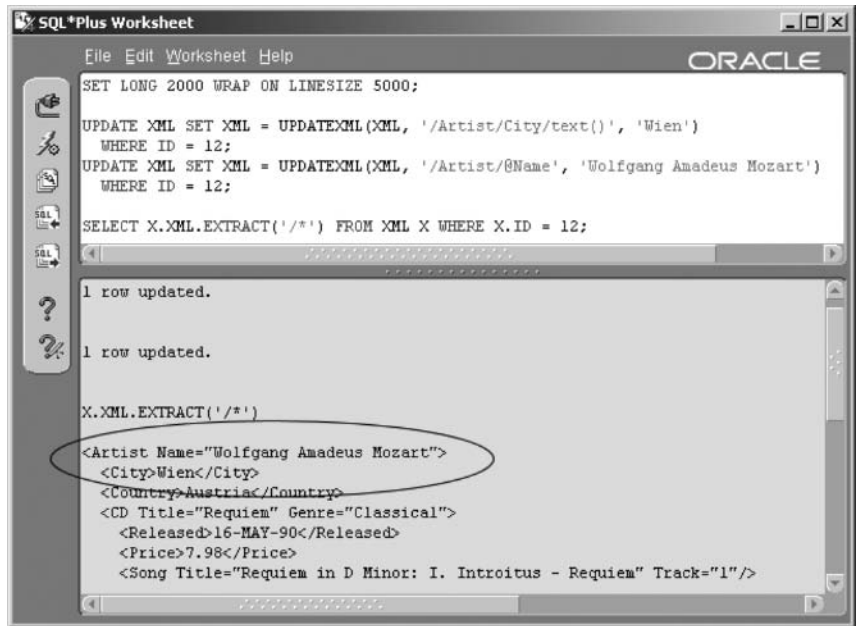 SQL*Plus Worksheet
File Edit Worksheet Help
ORACLE
SET LONG 2000 WRAP ON LINESIZE 5000;
UPDATE XML SET XML = UPDATEXML(XML, '/Artist/City/text()', 'Wien')
WHERE ID = 12;
UPDATE XML SET XML = UPDATEXML(XML, '/Artist/@Name', 'Wolfgang Amadeus Mozart')
WHERE ID = 12;
SELECT X.XML.EXTRACT('/*') FROM XML X WHERE X.ID = 12;
SQL
SQL
1 row updated.
1 row updated.
X.XML.EXTRACT('/*')
<Artist Name="Wolfgang Amadeus Mozart">
<City>Wien</City>
<Country>Austria</Country>
<CD Title="Requiem" Genre="Classical">
<Released>16-MAY-90</Released>
<Price>7.98</Price>
<Song Title="Requiem in D Minor: I. Introitus - Requiem" Track="1"/>